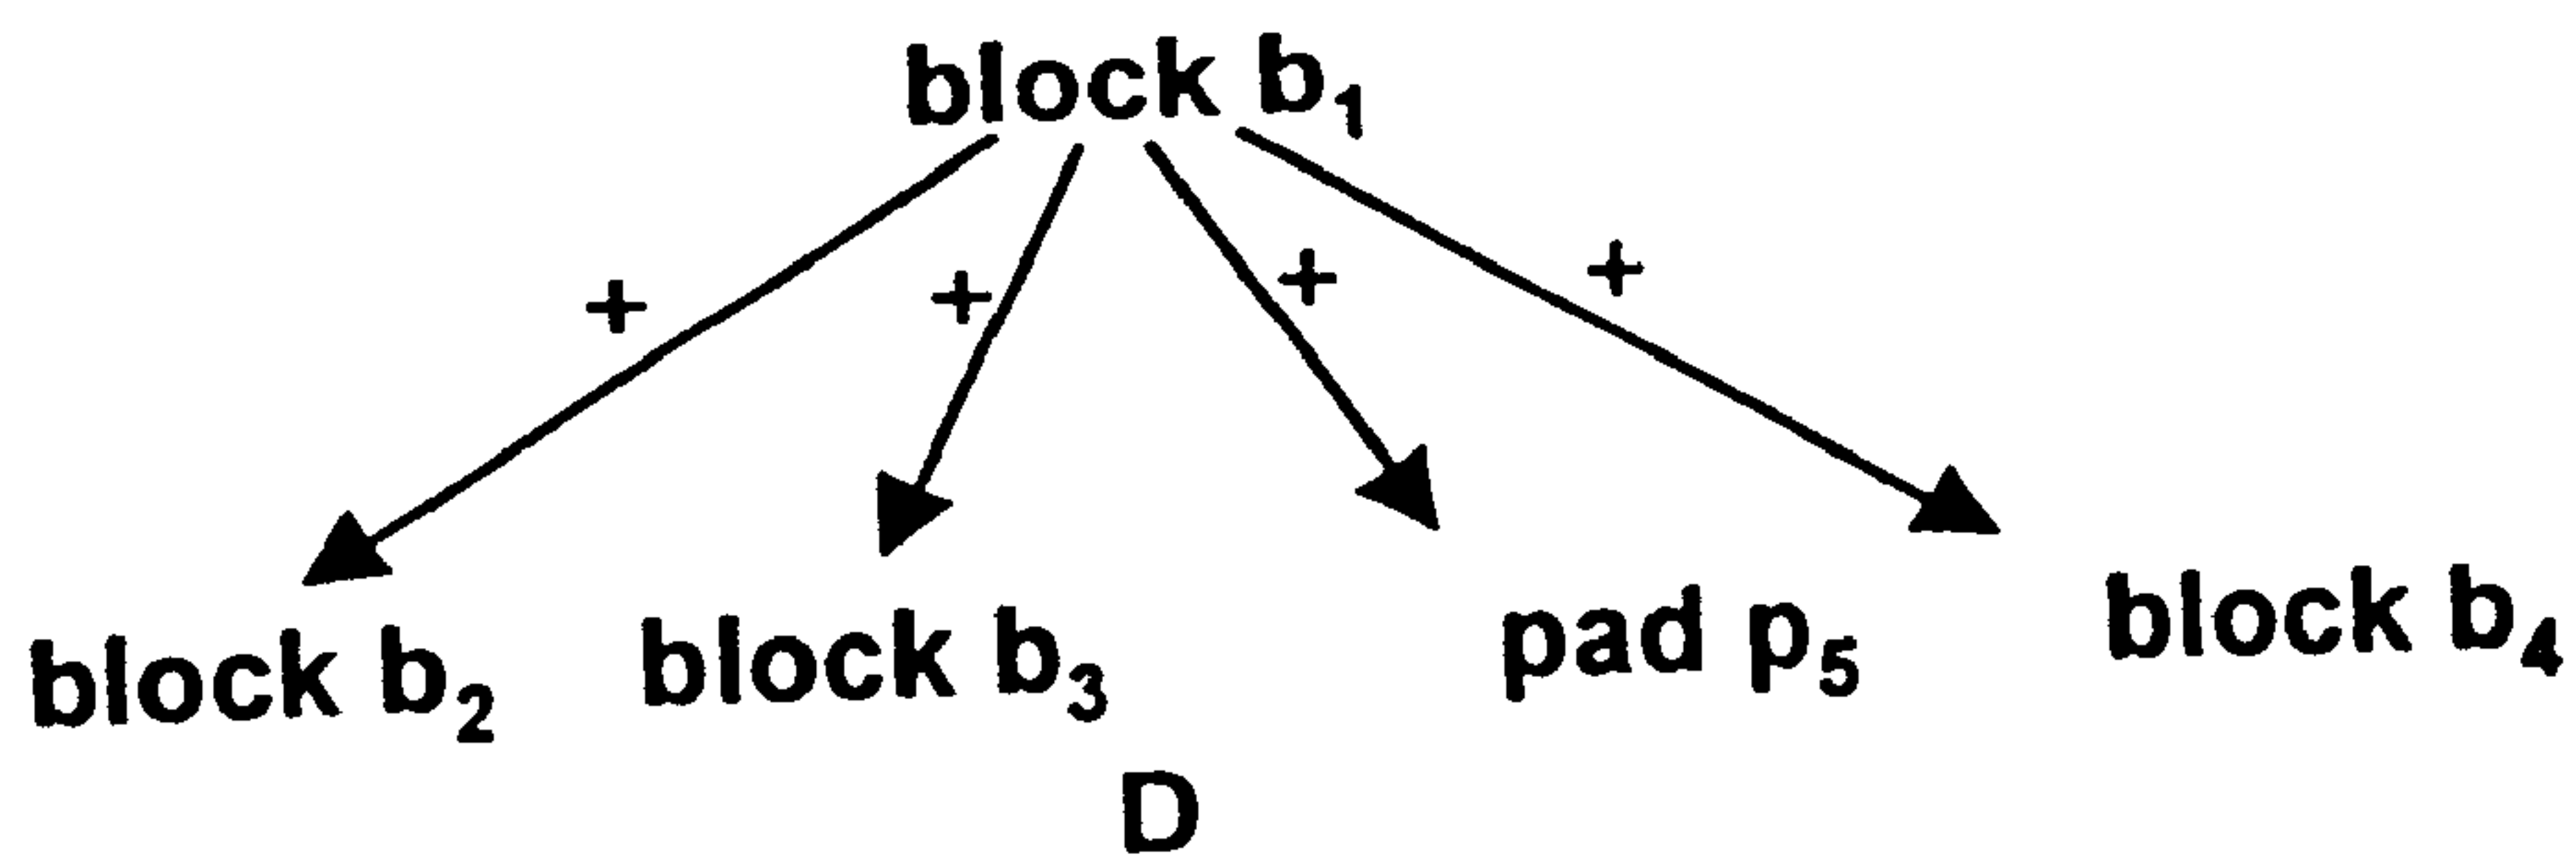 block b₁
+ + + +
block b₂ block b₃ pad p₅ block b₄
D